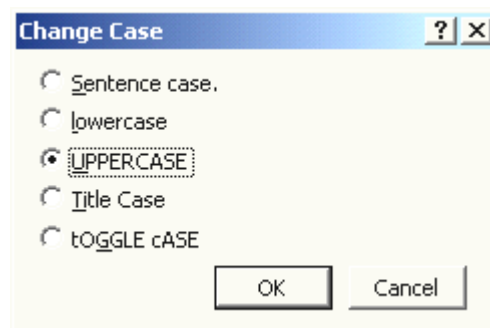 Change Case ? ×
Sentence case.
lowercase
UPPERCASE
Title Case
tOGGLE cASE
OK Cancel